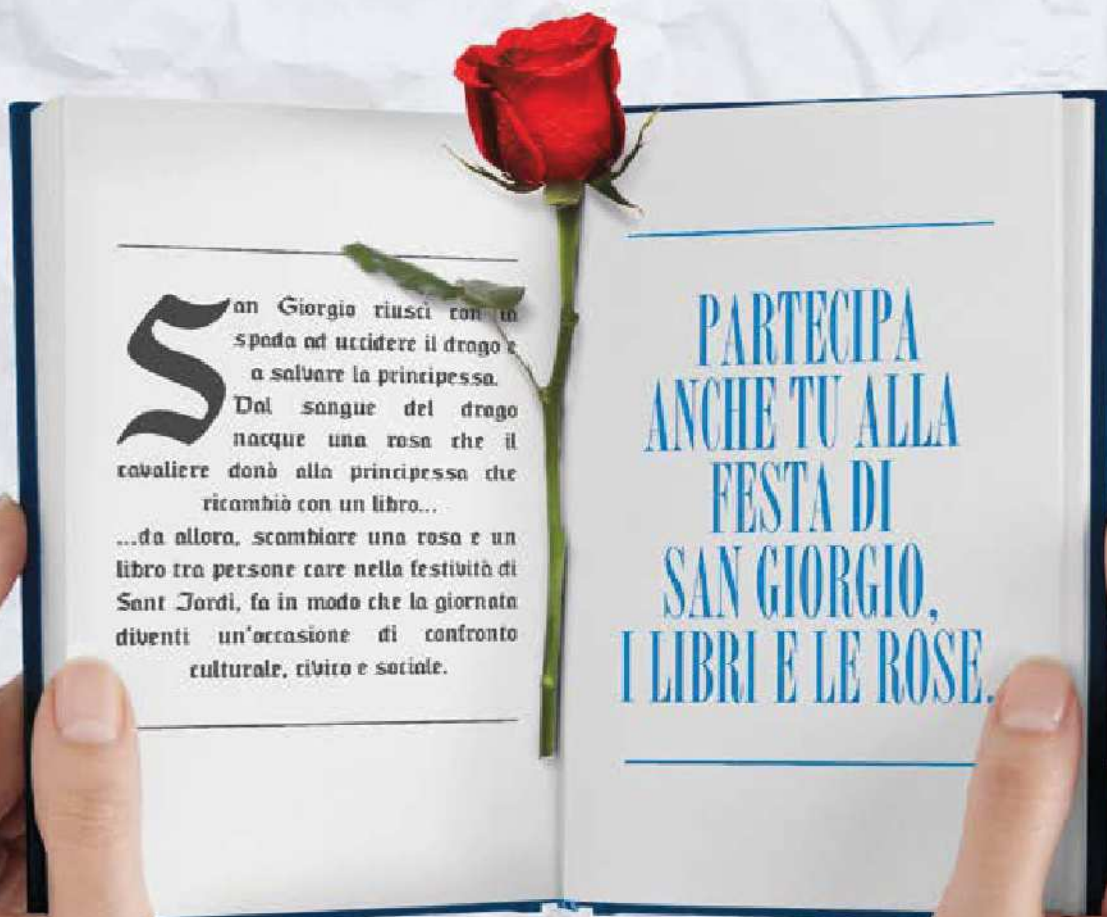 San Giorgio riuscì con la
spada ad uccidere il drago e
a salvare la principessa.
Dal sangue del drago
nacque una rosa che il
cavaliere donò alla principessa che
ricambiò con un libro...
...da allora, scambiare una rosa e un
libro tra persone care nella festività di
Sant Jordi, fa in modo che la giornata
diventi un'occasione di confronto
culturale, civico e sociale.
PARTECIPA
ANCHE TU ALLA
FESTA DI
SAN GIORGIO,
I LIBRI E LE ROSE.